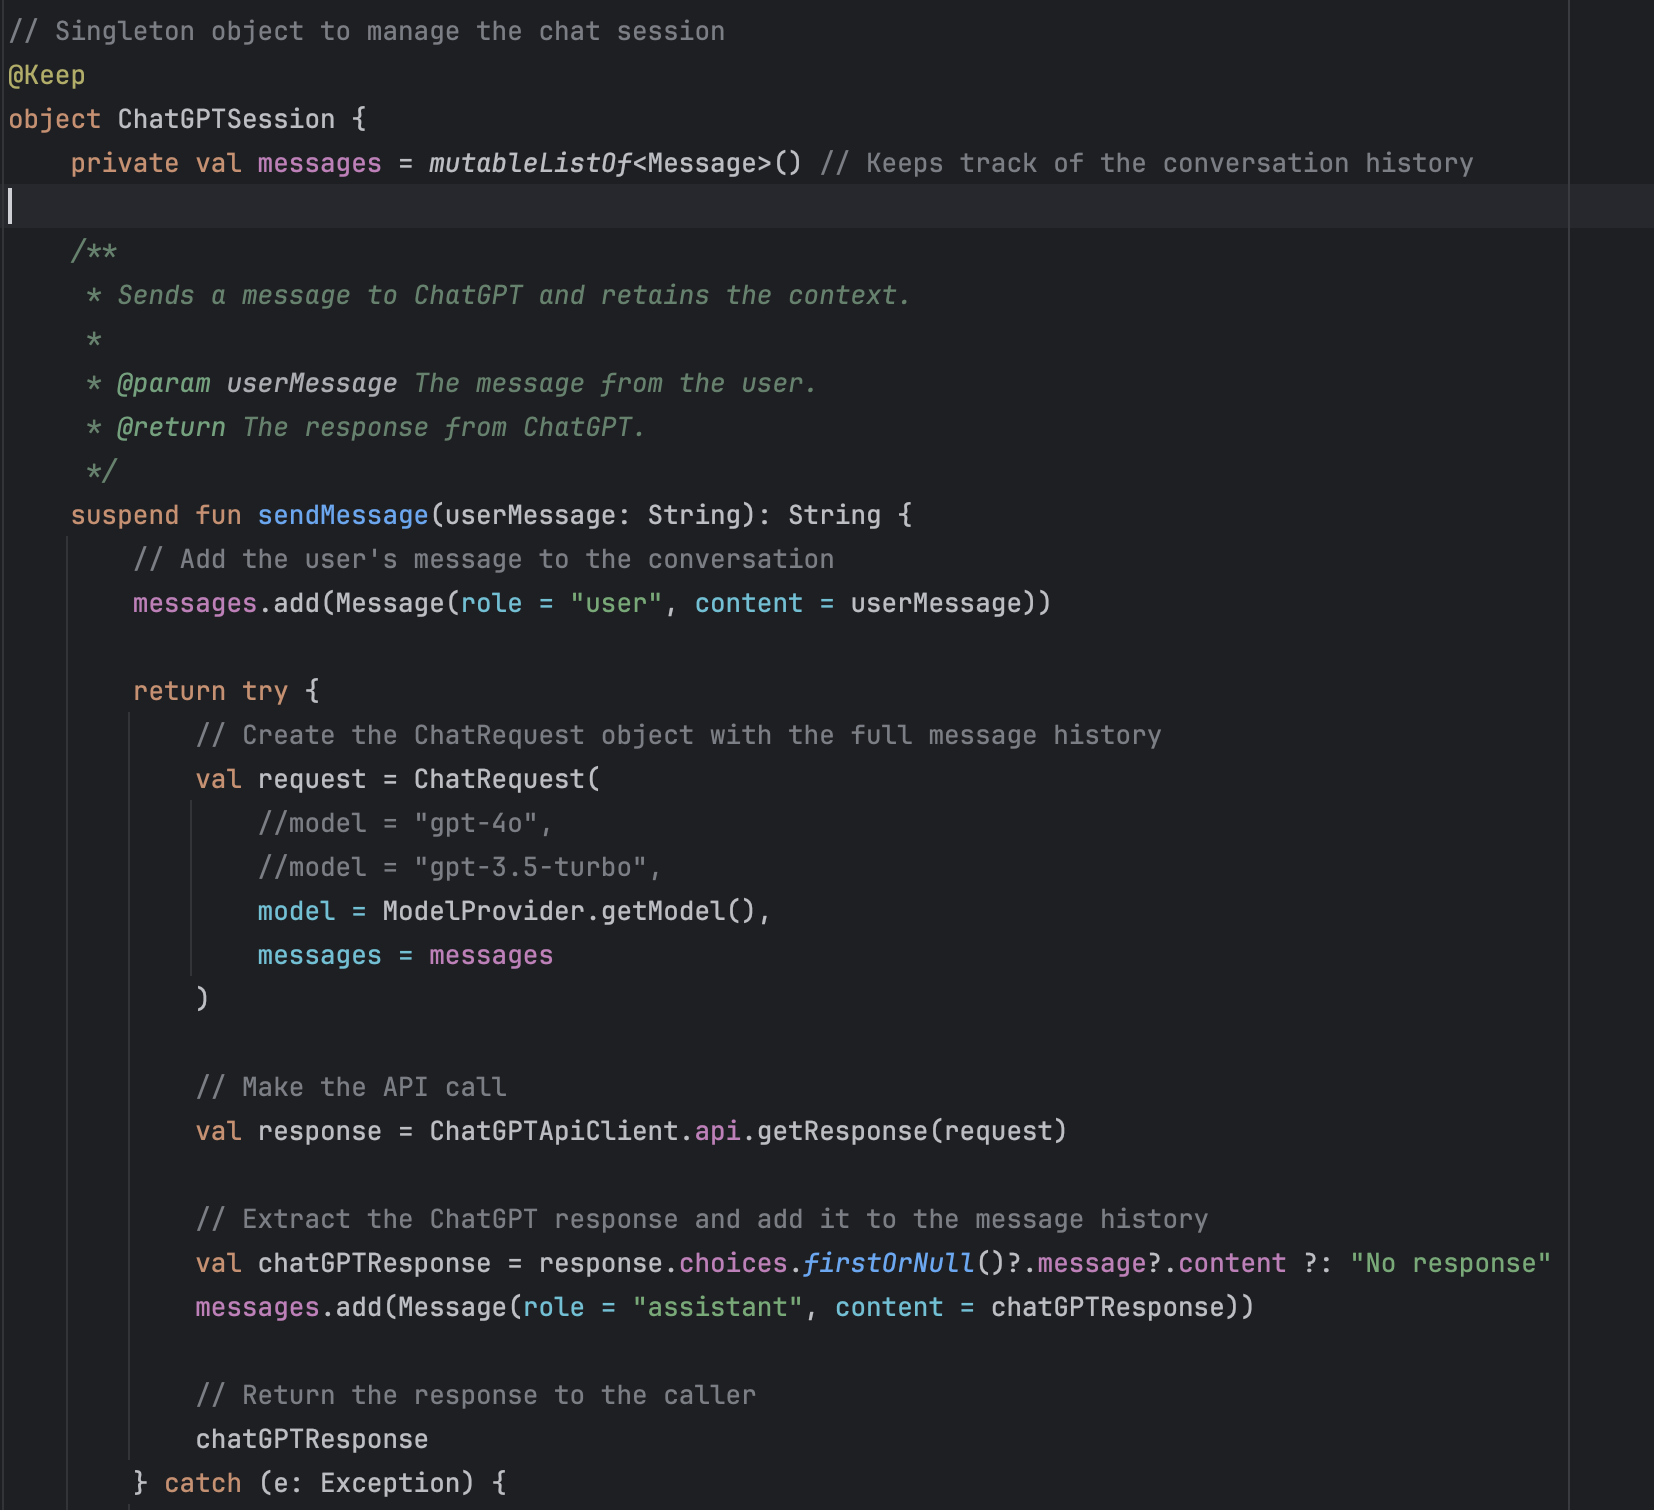 // Singleton object to manage the chat session
@Keep
object ChatGPTSession {
    private val messages = mutableListOf<Message>() // Keeps track of the conversation history

    /**
     * Sends a message to ChatGPT and retains the context.
     *
     * @param userMessage The message from the user.
     * @return The response from ChatGPT.
     */
    suspend fun sendMessage(userMessage: String): String {
        // Add the user's message to the conversation
        messages.add(Message(role = "user", content = userMessage))

        return try {
            // Create the ChatRequest object with the full message history
            val request = ChatRequest(
                //model = "gpt-4o",
                //model = "gpt-3.5-turbo",
                model = ModelProvider.getModel(),
                messages = messages
            )

            // Make the API call
            val response = ChatGPTApiClient.api.getResponse(request)

            // Extract the ChatGPT response and add it to the message history
            val chatGPTResponse = response.choices.firstOrNull()?.message?.content ?: "No response"
            messages.add(Message(role = "assistant", content = chatGPTResponse))

            // Return the response to the caller
            chatGPTResponse
        } catch (e: Exception) {